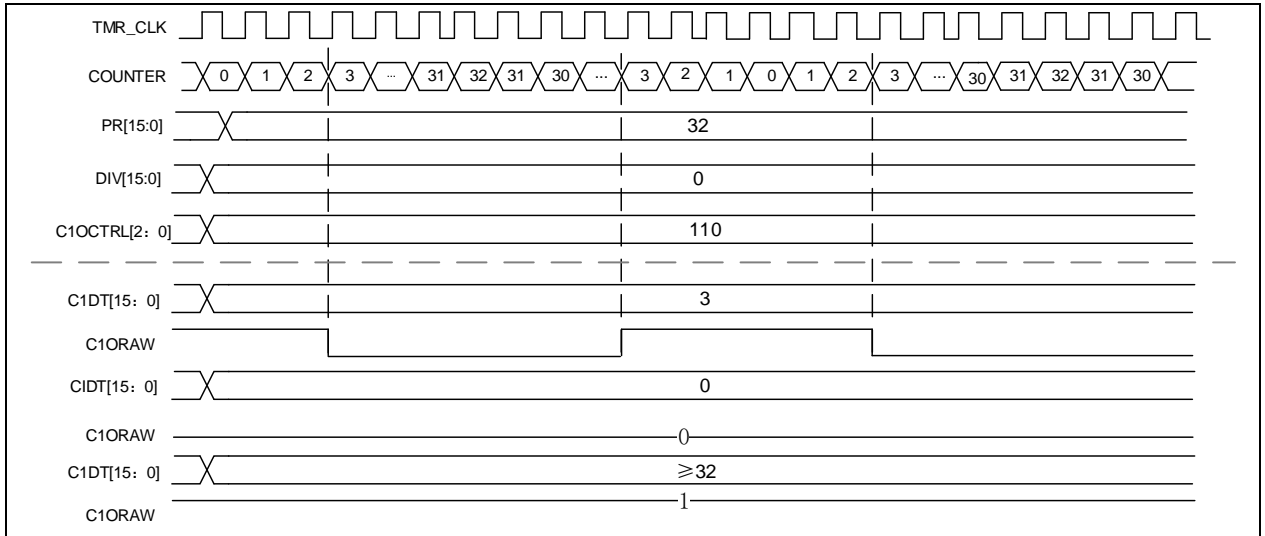 TMR_CLK
COUNTER 0 1 2 3 ... 31 32 31 30 ... 3 2 1 0 1 2 3 ... 30 31 32 31 30
PR[15:0] 32
DIV[15:0] 0
C1OCTRL[2：0] 110
C1DT[15：0] 3
C1ORAW
CIDT[15：0] 0
C1ORAW 0
C1DT[15：0] ≥32
C1ORAW 1